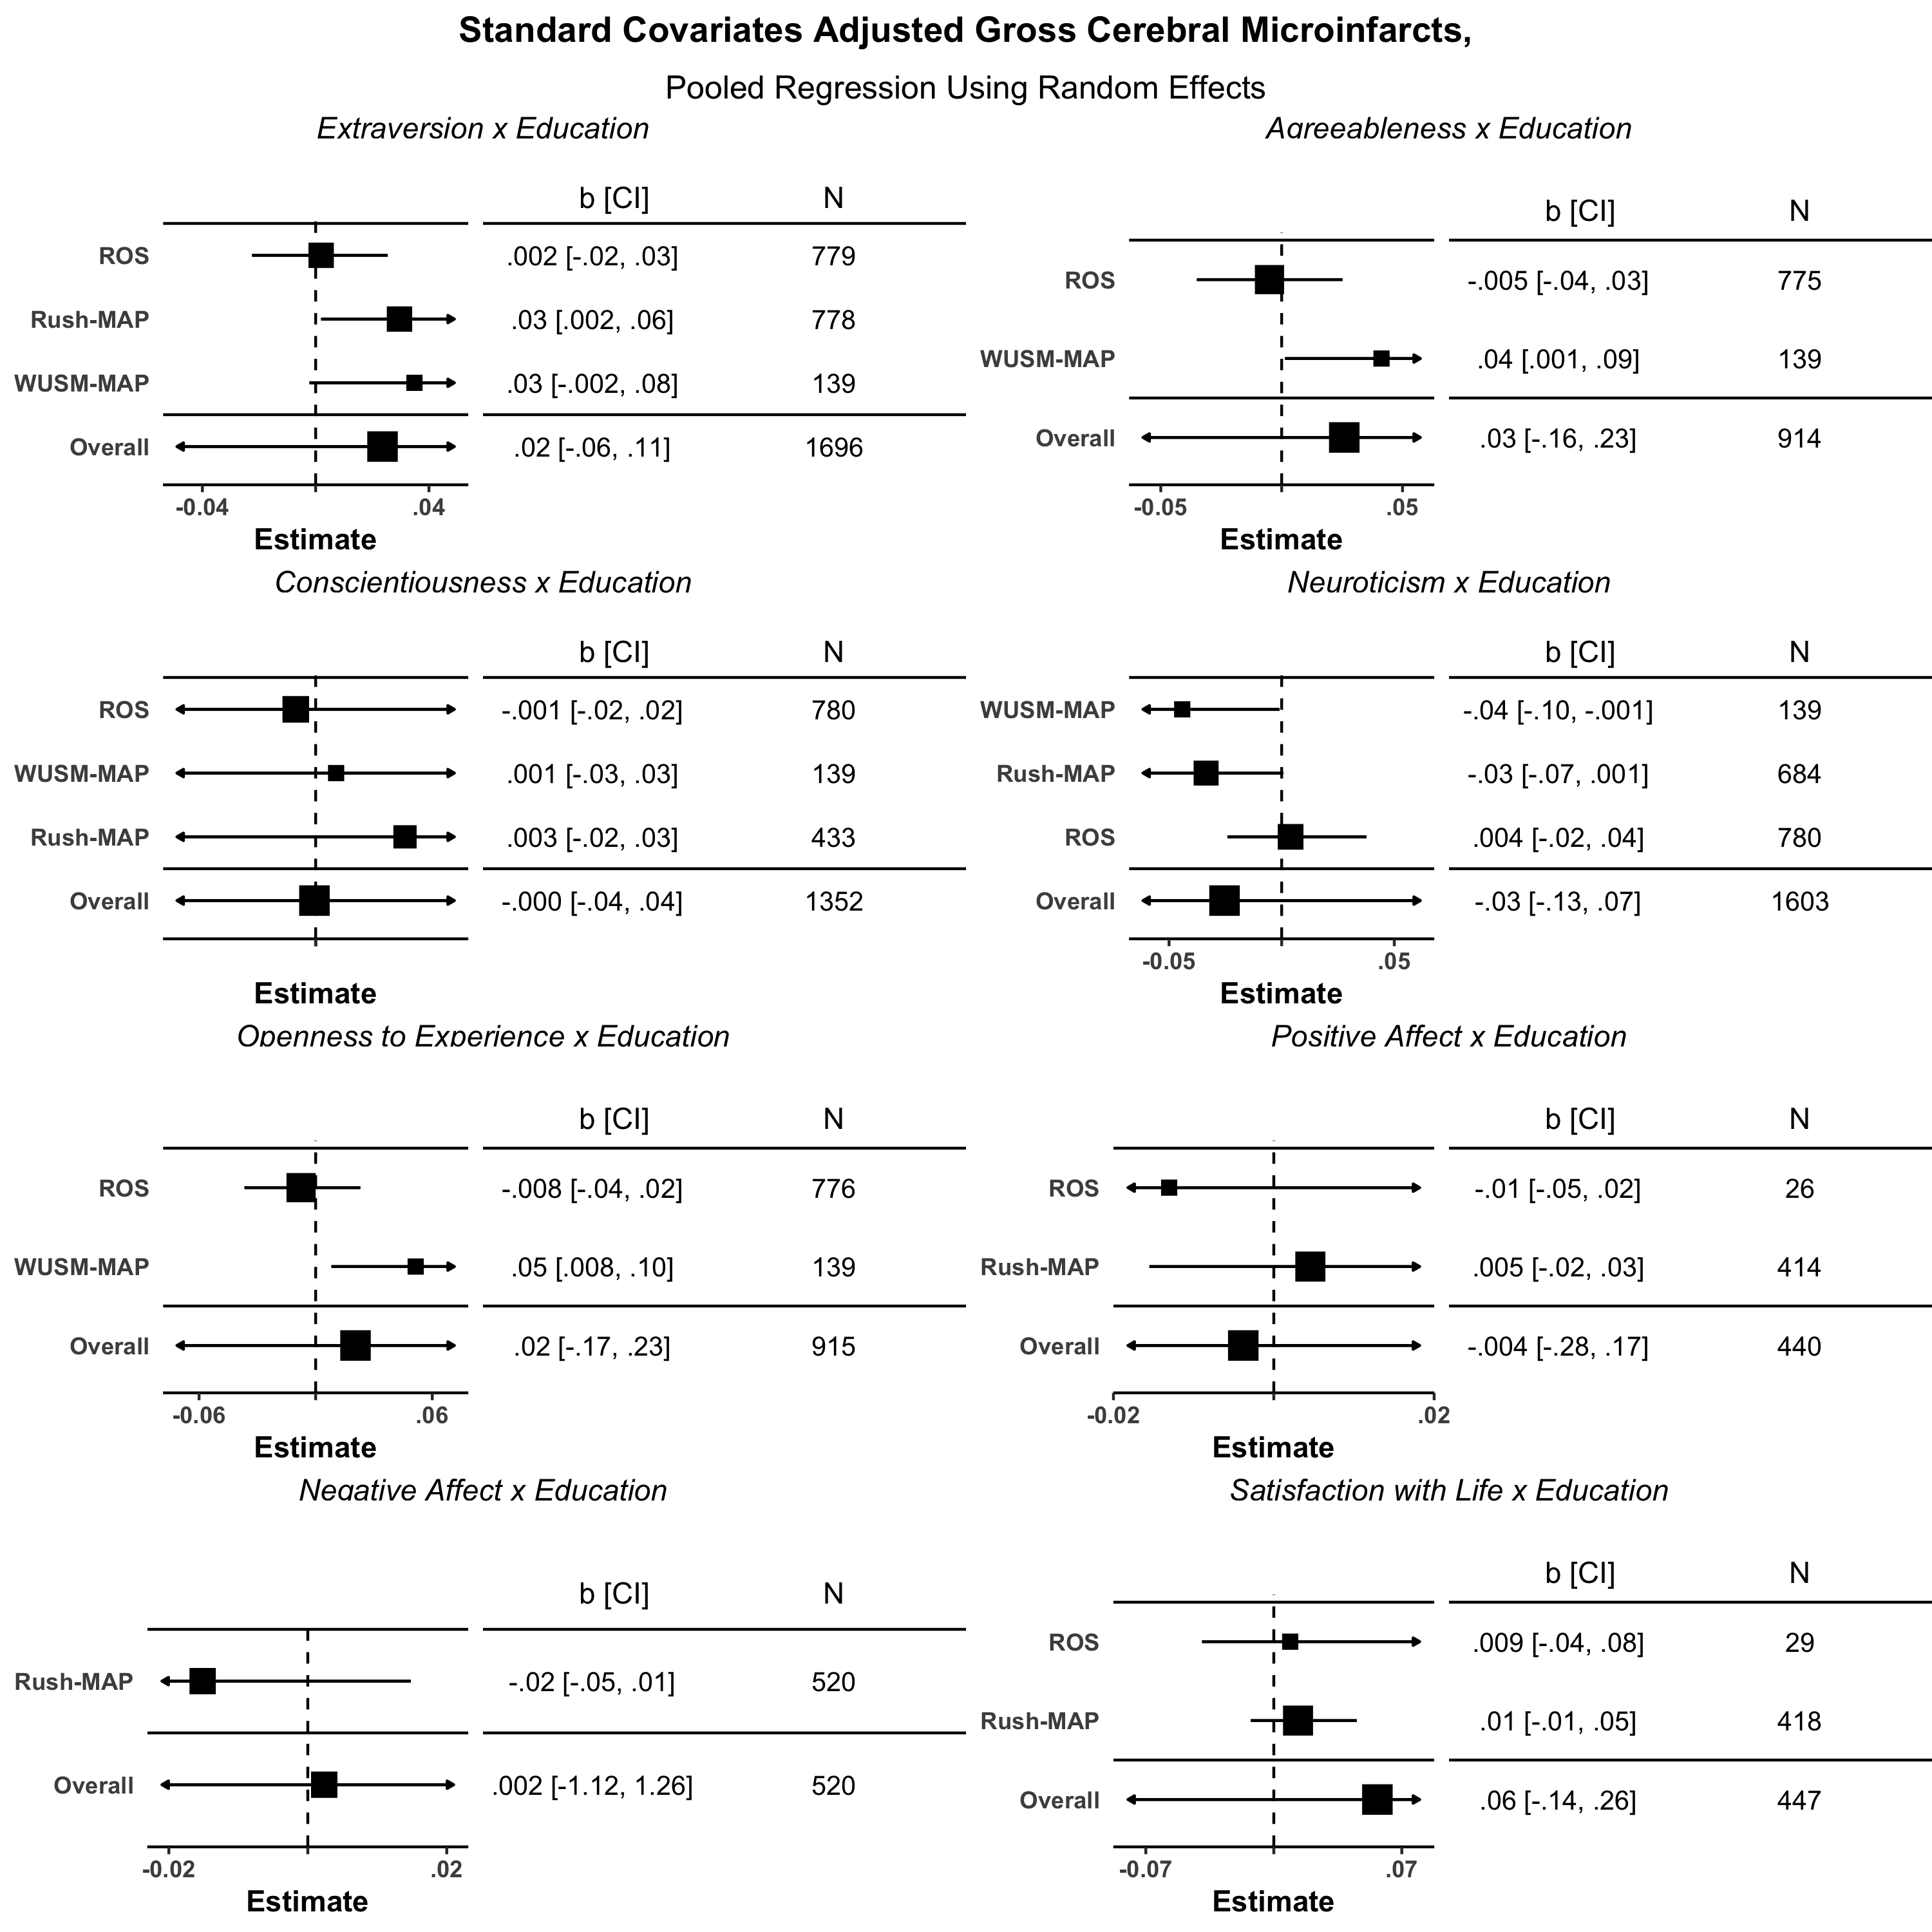 Standard Covariates Adjusted Gross Cerebral Microinfarcts,
Pooled Regression Using Random Effects
Extraversion x Education
b [CI] N
ROS .002 [-.02, .03] 779
Rush-MAP .03 [.002, .06] 778
WUSM-MAP .03 [-.002, .08] 139
Overall .02 [-.06, .11] 1696
-0.04 .04
Estimate
Agreeableness x Education
b [CI] N
ROS -.005 [-.04, .03] 775
WUSM-MAP .04 [.001, .09] 139
Overall .03 [-.16, .23] 914
-0.05 .05
Estimate
Conscientiousness x Education
b [CI] N
ROS -.001 [-.02, .02] 780
WUSM-MAP .001 [-.03, .03] 139
Rush-MAP .003 [-.02, .03] 433
Overall -.000 [-.04, .04] 1352
Estimate
Neuroticism x Education
b [CI] N
WUSM-MAP -.04 [-.10, -.001] 139
Rush-MAP -.03 [-.07, .001] 684
ROS .004 [-.02, .04] 780
Overall -.03 [-.13, .07] 1603
-0.05 .05
Estimate
Openness to Experience x Education
b [CI] N
ROS -.008 [-.04, .02] 776
WUSM-MAP .05 [.008, .10] 139
Overall .02 [-.17, .23] 915
-0.06 .06
Estimate
Positive Affect x Education
b [CI] N
ROS -.01 [-.05, .02] 26
Rush-MAP .005 [-.02, .03] 414
Overall -.004 [-.28, .17] 440
-0.02 .02
Estimate
Negative Affect x Education
b [CI] N
Rush-MAP -.02 [-.05, .01] 520
Overall .002 [-1.12, 1.26] 520
-0.02 .02
Estimate
Satisfaction with Life x Education
b [CI] N
ROS .009 [-.04, .08] 29
Rush-MAP .01 [-.01, .05] 418
Overall .06 [-.14, .26] 447
-0.07 .07
Estimate